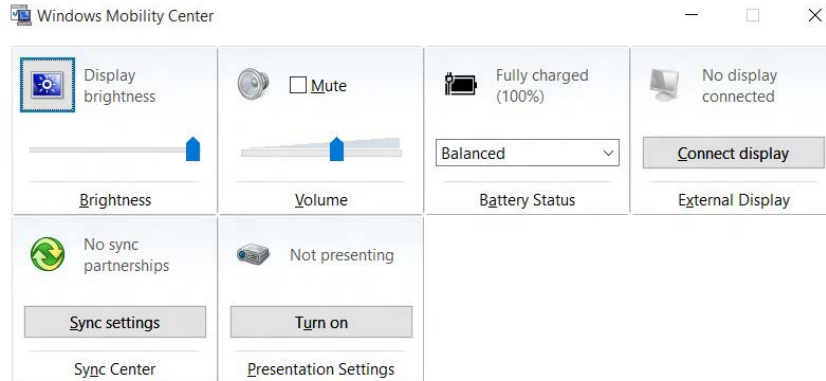 Windows Mobility Center
Display
brightness
Brightness
Mute
Volume
Fully charged
(100%)
Balanced
Battery Status
No display
connected
Connect display
External Display
No sync
partnerships
Sync settings
Sync Center
Not presenting
Turn on
Presentation Settings